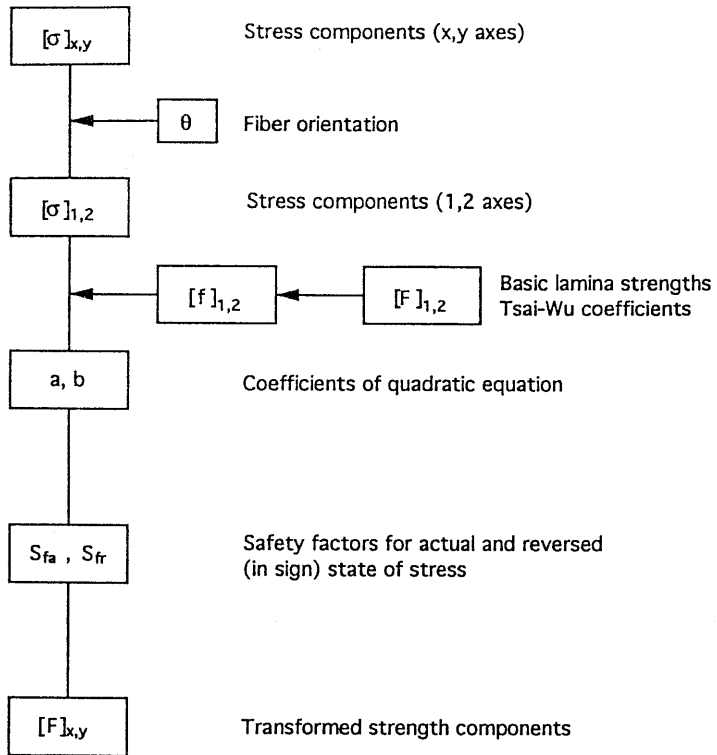 [σ]x,y Stress components (x,y axes)
θ Fiber orientation
[σ]1,2 Stress components (1,2 axes)
[f]1,2 [F]1,2 Basic lamina strengths
Tsai-Wu coefficients
a, b Coefficients of quadratic equation
Sfa , Sfr Safety factors for actual and reversed
(in sign) state of stress
[F]x,y Transformed strength components